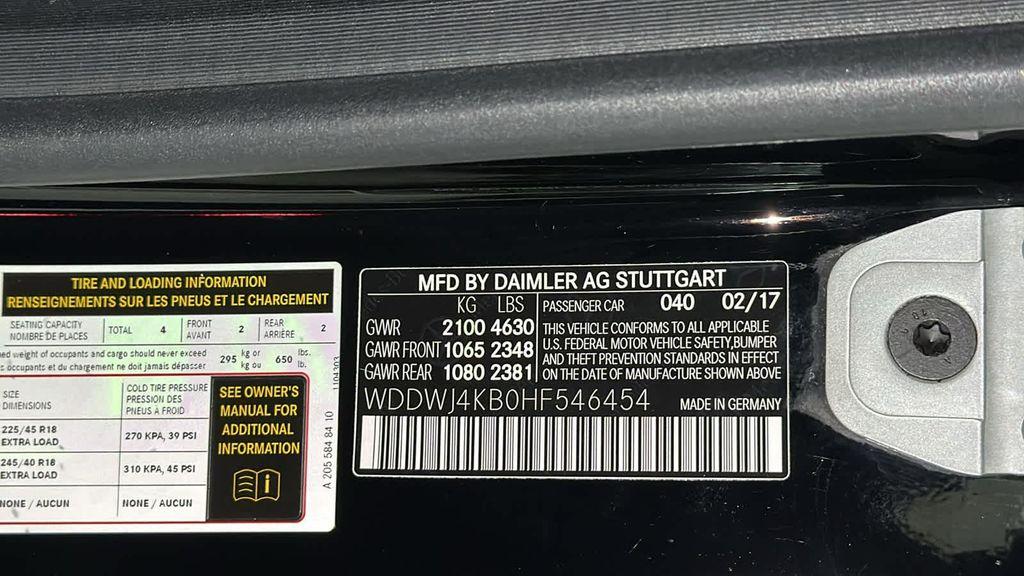 TIRE AND LOADING INFORMATION
RENSEIGNEMENTS SUR LES PNEUS ET LE CHARGEMENT
SEATING CAPACITY
NOMBRE DE PLACES
TOTAL 4
FRONT
AVANT
2
REAR
ARRIÈRE
2
weight of occupants and cargo should never exceed
occupants et du chargement ne doit jamais dépasser
295 kg or
kg ou
650 lbs.
lb.
SIZE
DIMENSIONS
COLD TIRE PRESSURE
PRESSION DES
PNEUS À FROID
225/45 R18
EXTRA LOAD
270 KPA, 39 PSI
245/40 R18
EXTRA LOAD
310 KPA, 45 PSI
NONE / AUCUN
NONE / AUCUN
SEE OWNER'S
MANUAL FOR
ADDITIONAL
INFORMATION
A 205 584 84 10
MFD BY DAIMLER AG STUTTGART
KG LBS
GVWR 2100 4630
GAWR FRONT 1065 2348
GAWR REAR 1080 2381
PASSENGER CAR 040 02/17
THIS VEHICLE CONFORMS TO ALL APPLICABLE
U.S. FEDERAL MOTOR VEHICLE SAFETY,BUMPER
AND THEFT PREVENTION STANDARDS IN EFFECT
ON THE DATE OF MANUFACTURE SHOWN ABOVE
WDDWJ4KB0HF546454 MADE IN GERMANY